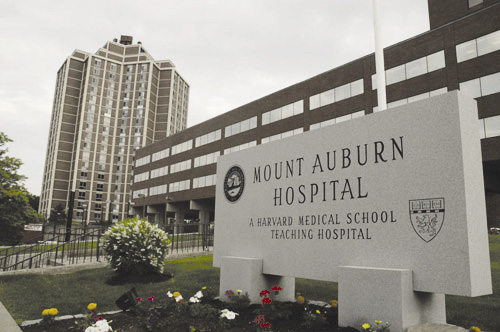 MOUNT AUBURN
HOSPITAL
A HARVARD MEDICAL SCHOOL
TEACHING HOSPITAL